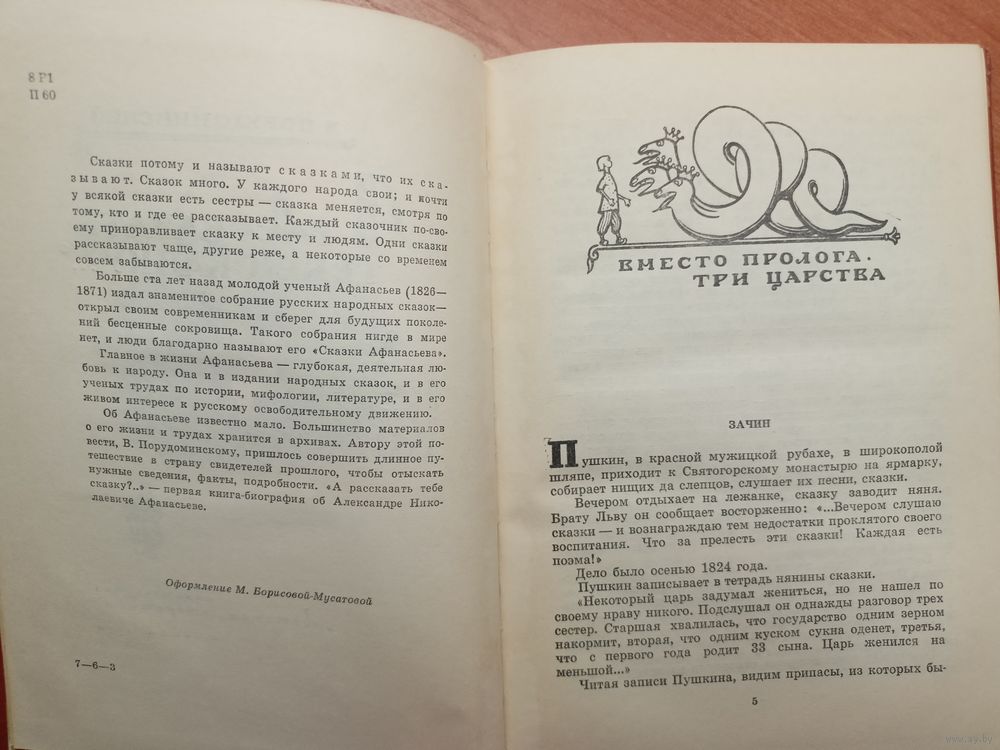 8 Р1
П 60
Сказки потому и называют сказками, что их ска-
зывают. Сказок много. У каждого народа свои; и почти
у всякой сказки есть сестры — сказка меняется, смотря по
тому, кто и где ее рассказывает. Каждый сказочник по-сво-
ему приноравливает сказку к месту и людям. Одни сказки
рассказывают чаще, другие реже, а некоторые со временем
совсем забываются.
Больше ста лет назад молодой ученый Афанасьев (1826—
1871) издал знаменитое собрание русских народных сказок—
открыл своим современникам и сберег для будущих поколе-
ний бесценные сокровища. Такого собрания нигде в мире
нет, и люди благодарно называют его «Сказки Афанасьева».
Главное в жизни Афанасьева — глубокая, деятельная лю-
бовь к народу. Она и в издании народных сказок, и в его
ученых трудах по истории, мифологии, литературе, и в его
живом интересе к русскому освободительному движению.
Об Афанасьеве известно мало. Большинство материалов
о его жизни и трудах хранится в архивах. Автору этой по-
вести, В. Порудоминскому, пришлось совершить длинное пу-
тешествие в страну свидетелей прошлого, чтобы отыскать
нужные сведения, факты, подробности. «А рассказать тебе
сказку?..» — первая книга-биография об Александре Нико-
лаевиче Афанасьеве.
Оформление М. Борисовой-Мусатовой
7—6—3
ВМЕСТО ПРОЛОГА.
ТРИ ЦАРСТВА
ЗАЧИН
Пушкин, в красной мужицкой рубахе, в широкополой
шляпе, приходит к Святогорскому монастырю на ярмарку,
собирает нищих да слепцов, слушает их песни, сказки.
Вечером отдыхает на лежанке, сказку заводит няня.
Брату Льву он сообщает восторженно: «...Вечером слушаю
сказки — и вознаграждаю тем недостатки проклятого своего
воспитания. Что за прелесть эти сказки! Каждая есть
поэма!»
Дело было осенью 1824 года.
Пушкин записывает в тетрадь нянины сказки.
«Некоторый царь задумал жениться, но не нашел по
своему нраву никого. Подслушал он однажды разговор трех
сестер. Старшая хвалилась, что государство одним зерном
накормит, вторая, что одним куском сукна оденет, третья,
что с первого года родит 33 сына. Царь женился на
меньшой...»
Читая записи Пушкина, видим припасы, из которых бы-
5
www.ay.by